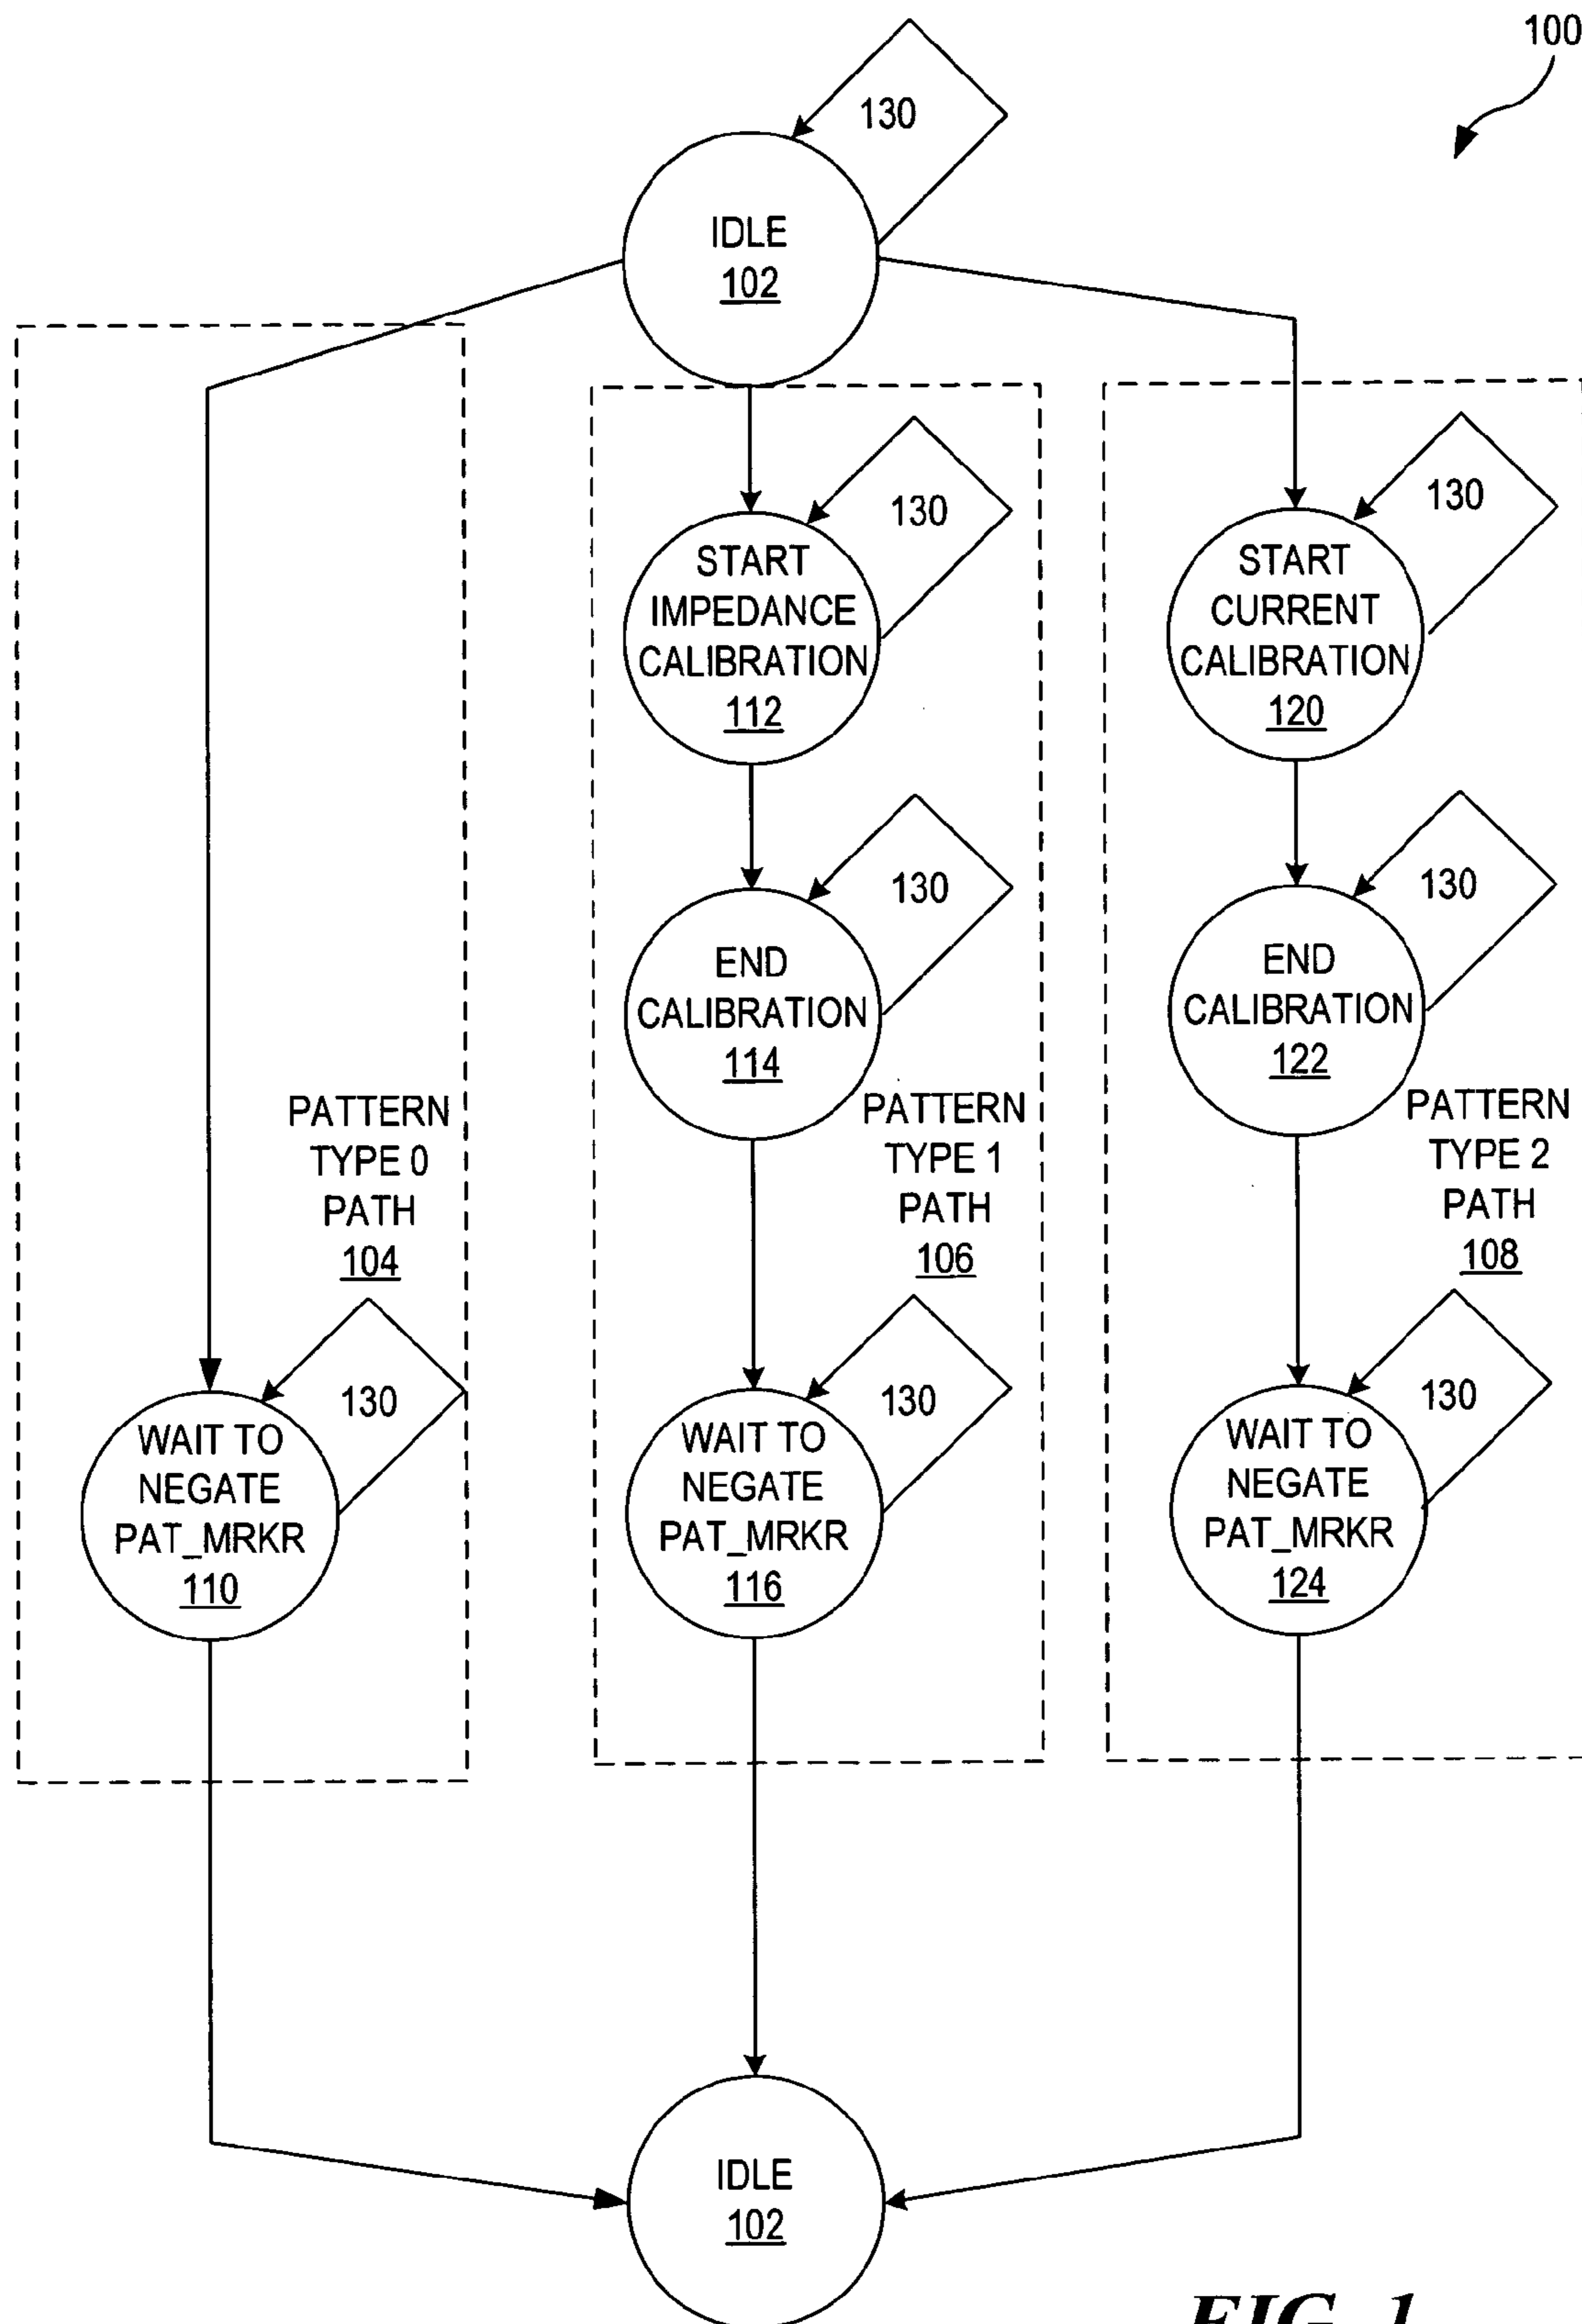 100
130
IDLE
102
130
START
IMPEDANCE
CALIBRATION
112
130
START
CURRENT
CALIBRATION
120
130
END
CALIBRATION
114
130
END
CALIBRATION
122
PATTERN
TYPE 0
PATH
104
PATTERN
TYPE 1
PATH
106
PATTERN
TYPE 2
PATH
108
130
WAIT TO
NEGATE
PAT_MRKR
110
130
WAIT TO
NEGATE
PAT_MRKR
116
130
WAIT TO
NEGATE
PAT_MRKR
124
IDLE
102
FIG. 1